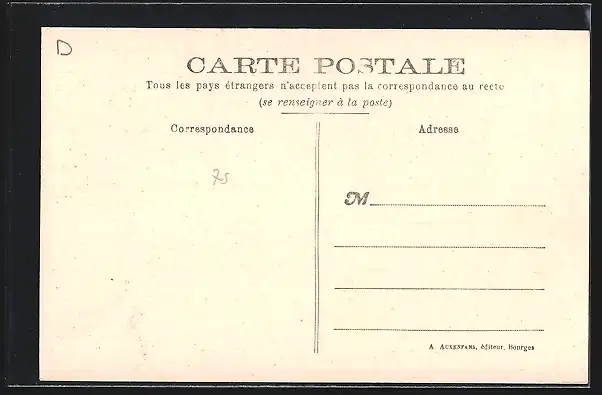 D
CARTE POSTALE
Tous les pays étrangers n'acceptent pas la correspondance au recto
(se renseigner à la poste)
Correspondance
Adresse
75
M
A. AUXENFANS, éditeur, Bourges